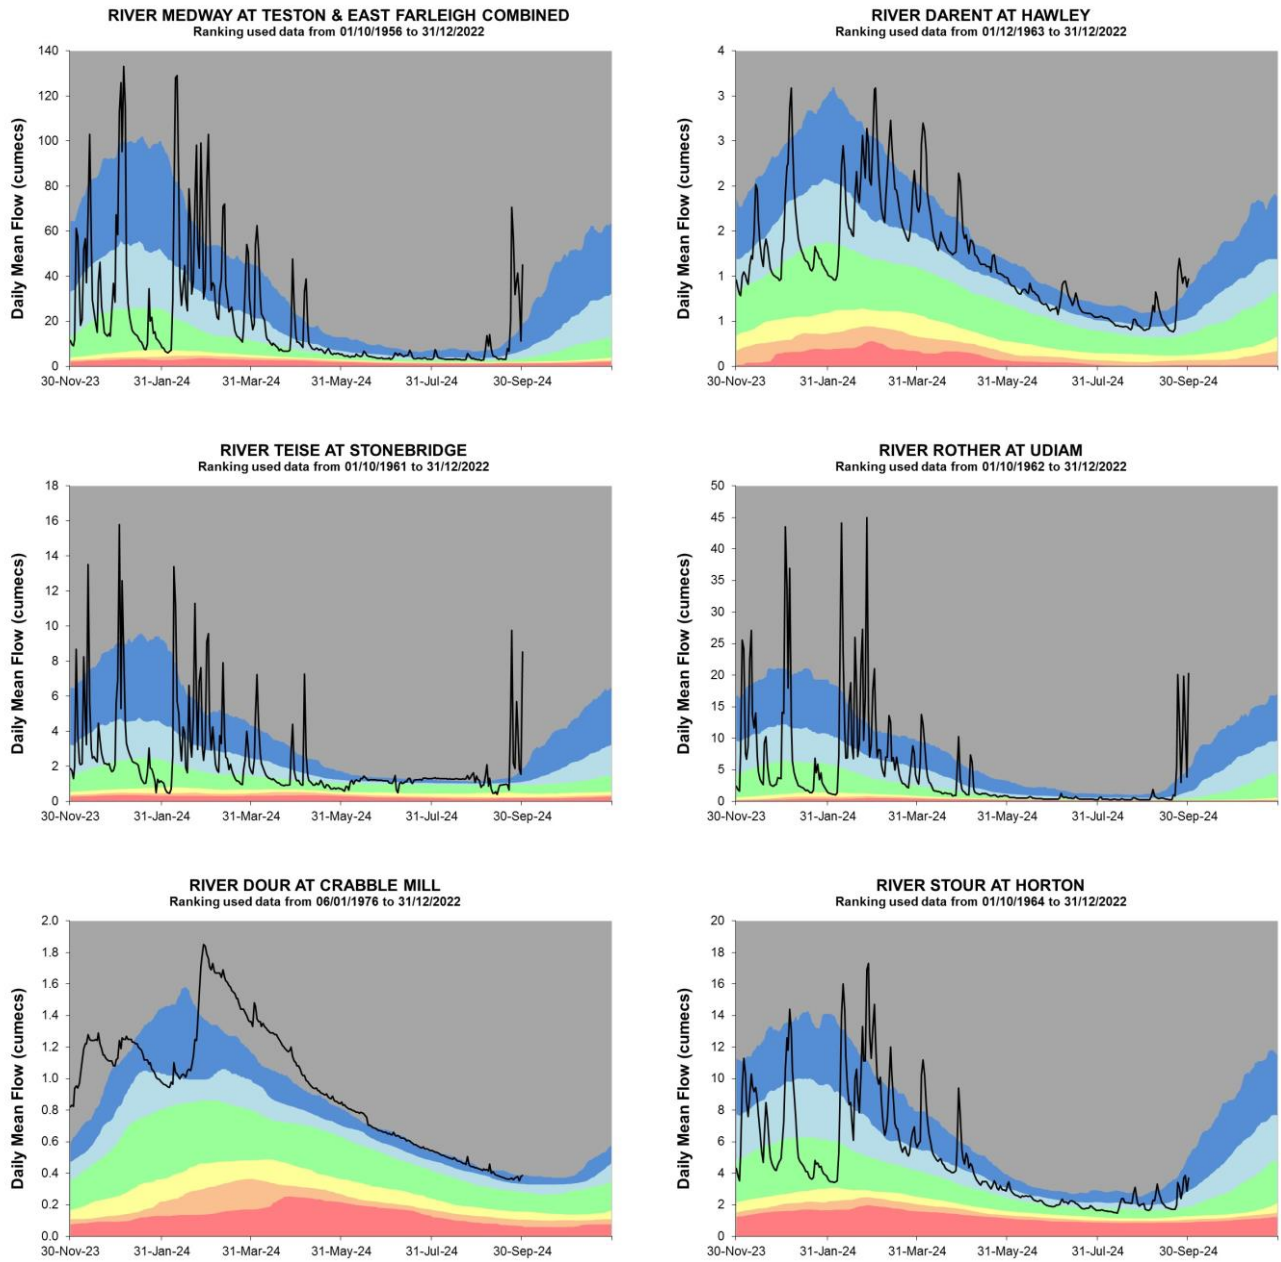 RIVER MEDWAY AT TESTON & EAST FARLEIGH COMBINED
Ranking used data from 01/10/1956 to 31/12/2022
Daily Mean Flow (cumecs)
140
120
100
80
60
40
20
0
30-Nov-23 31-Jan-24 31-Mar-24 31-May-24 31-Jul-24 30-Sep-24
RIVER DARENT AT HAWLEY
Ranking used data from 01/12/1963 to 31/12/2022
Daily Mean Flow (cumecs)
4
3
3
2
2
1
1
0
30-Nov-23 31-Jan-24 31-Mar-24 31-May-24 31-Jul-24 30-Sep-24
RIVER TEISE AT STONEBRIDGE
Ranking used data from 01/10/1961 to 31/12/2022
Daily Mean Flow (cumecs)
18
16
14
12
10
8
6
4
2
0
30-Nov-23 31-Jan-24 31-Mar-24 31-May-24 31-Jul-24 30-Sep-24
RIVER ROTHER AT UDIAM
Ranking used data from 01/10/1962 to 31/12/2022
Daily Mean Flow (cumecs)
50
45
40
35
30
25
20
15
10
5
0
30-Nov-23 31-Jan-24 31-Mar-24 31-May-24 31-Jul-24 30-Sep-24
RIVER DOUR AT CRABBLE MILL
Ranking used data from 06/01/1976 to 31/12/2022
Daily Mean Flow (cumecs)
2.0
1.8
1.6
1.4
1.2
1.0
0.8
0.6
0.4
0.2
0.0
30-Nov-23 31-Jan-24 31-Mar-24 31-May-24 31-Jul-24 30-Sep-24
RIVER STOUR AT HORTON
Ranking used data from 01/10/1964 to 31/12/2022
Daily Mean Flow (cumecs)
20
18
16
14
12
10
8
6
4
2
0
30-Nov-23 31-Jan-24 31-Mar-24 31-May-24 31-Jul-24 30-Sep-24